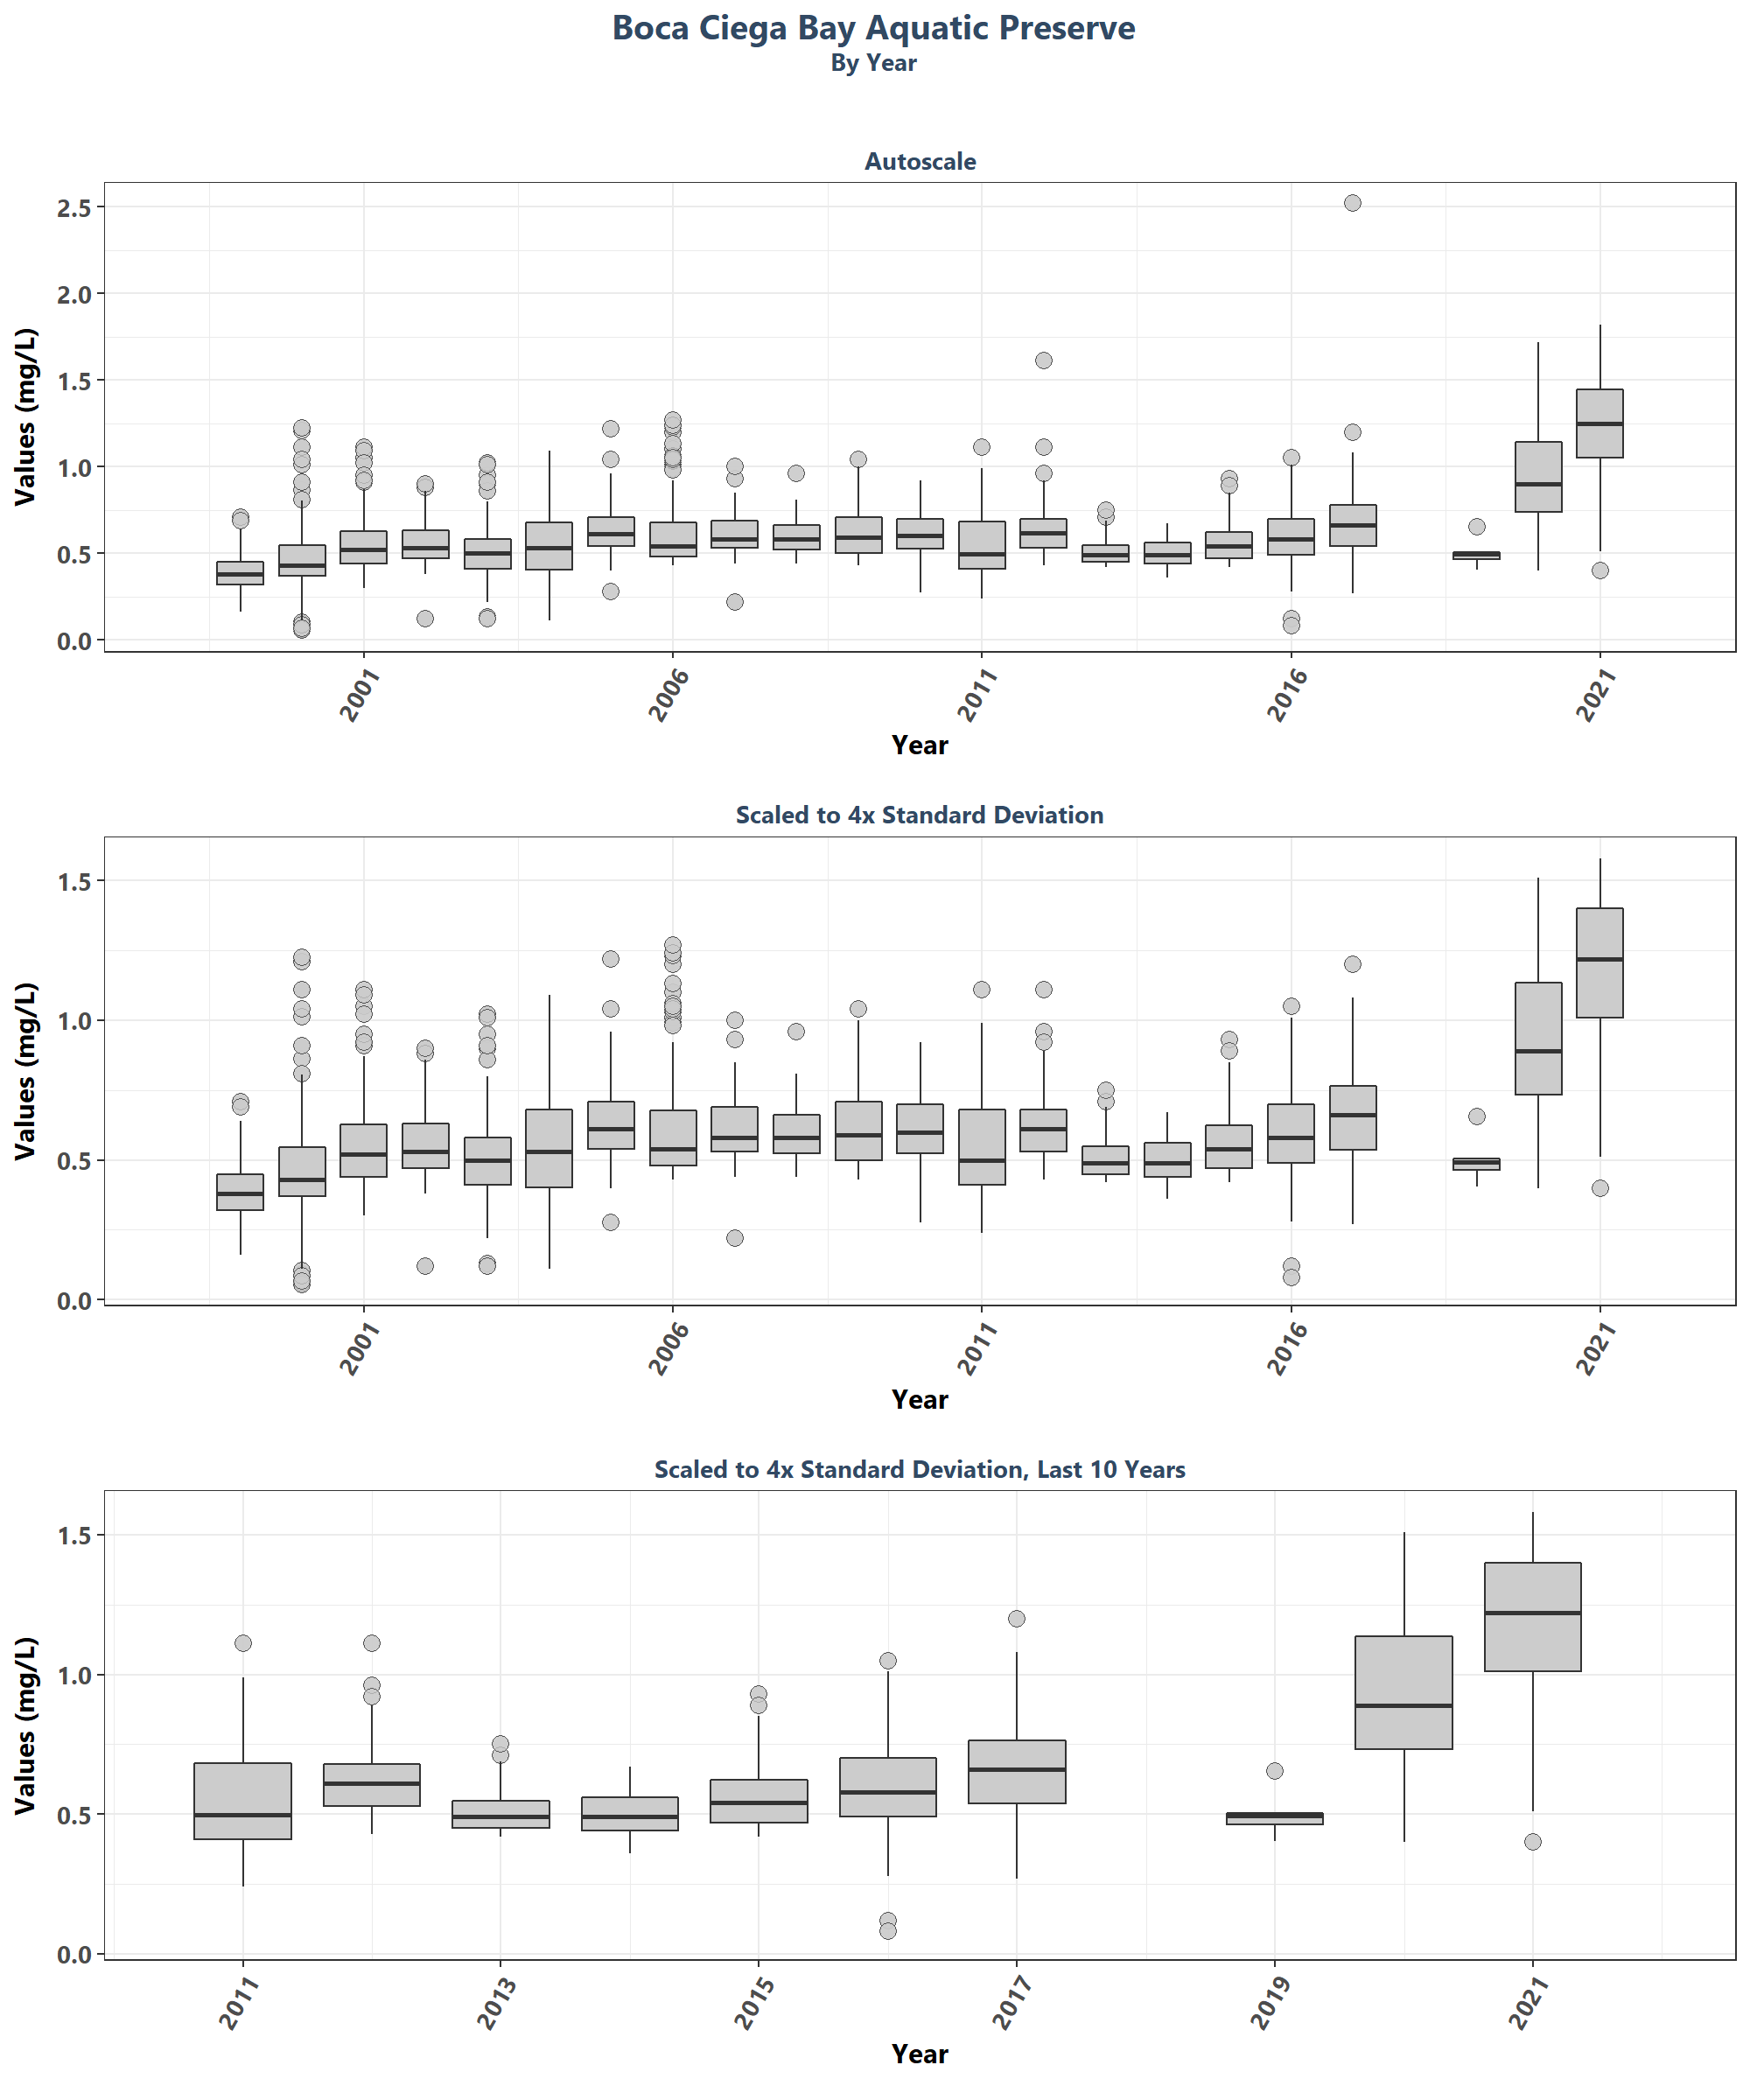 Boca Ciega Bay Aquatic Preserve
By Year
Autoscale
Values (mg/L)
2.5
2.0
1.5
1.0
0.5
0.0
2001 2006 2011 2016 2021
Year
Scaled to 4x Standard Deviation
Values (mg/L)
1.5
1.0
0.5
0.0
2001 2006 2011 2016 2021
Year
Scaled to 4x Standard Deviation, Last 10 Years
Values (mg/L)
1.5
1.0
0.5
0.0
2011 2013 2015 2017 2019 2021
Year